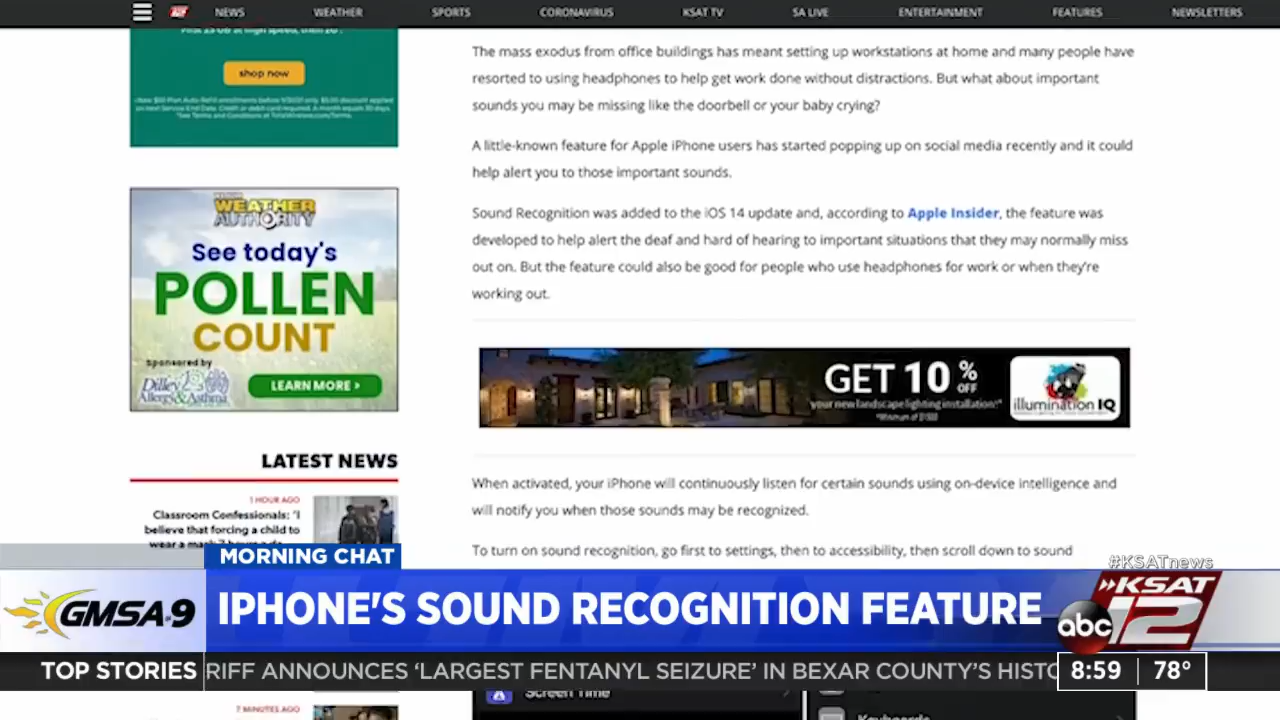 NEWS
WEATHER
SPORTS
CORONAVIRUS
KSAT TV
SA LIVE
ENTERTAINMENT
FEATURES
NEWSLETTERS
shop now
WEATHER
AUTHORITY
See today's
POLLEN
COUNT
Sponsored by
Dilley
Allergy & Asthma
LEARN MORE >
LATEST NEWS
1 HOUR AGO
Classroom Confessionals: 'I
believe that forcing a child to
The mass exodus from office buildings has meant setting up workstations at home and many people have
resorted to using headphones to help get work done without distractions. But what about important
sounds you may be missing like the doorbell or your baby crying?
A little-known feature for Apple iPhone users has started popping up on social media recently and it could
help alert you to those important sounds.
Sound Recognition was added to the iOS 14 update and, according to Apple Insider, the feature was
developed to help alert the deaf and hard of hearing to important situations that they may normally miss
out on. But the feature could also be good for people who use headphones for work or when they're
working out.
GET 10 % OFF
your new landscape lighting installation!*
illumination IQ
When activated, your iPhone will continuously listen for certain sounds using on-device intelligence and
will notify you when those sounds may be recognized.
To turn on sound recognition, go first to settings, then to accessibility, then scroll down to sound
#KSATnews
MORNING CHAT
GMSA@9
IPHONE'S SOUND RECOGNITION FEATURE
abc
KSAT
12
TOP STORIES
RIFF ANNOUNCES ‘LARGEST FENTANYL SEIZURE’ IN BEXAR COUNTY’S HISTO
8:59
78°
Screen Time
7 MINUTES AGO